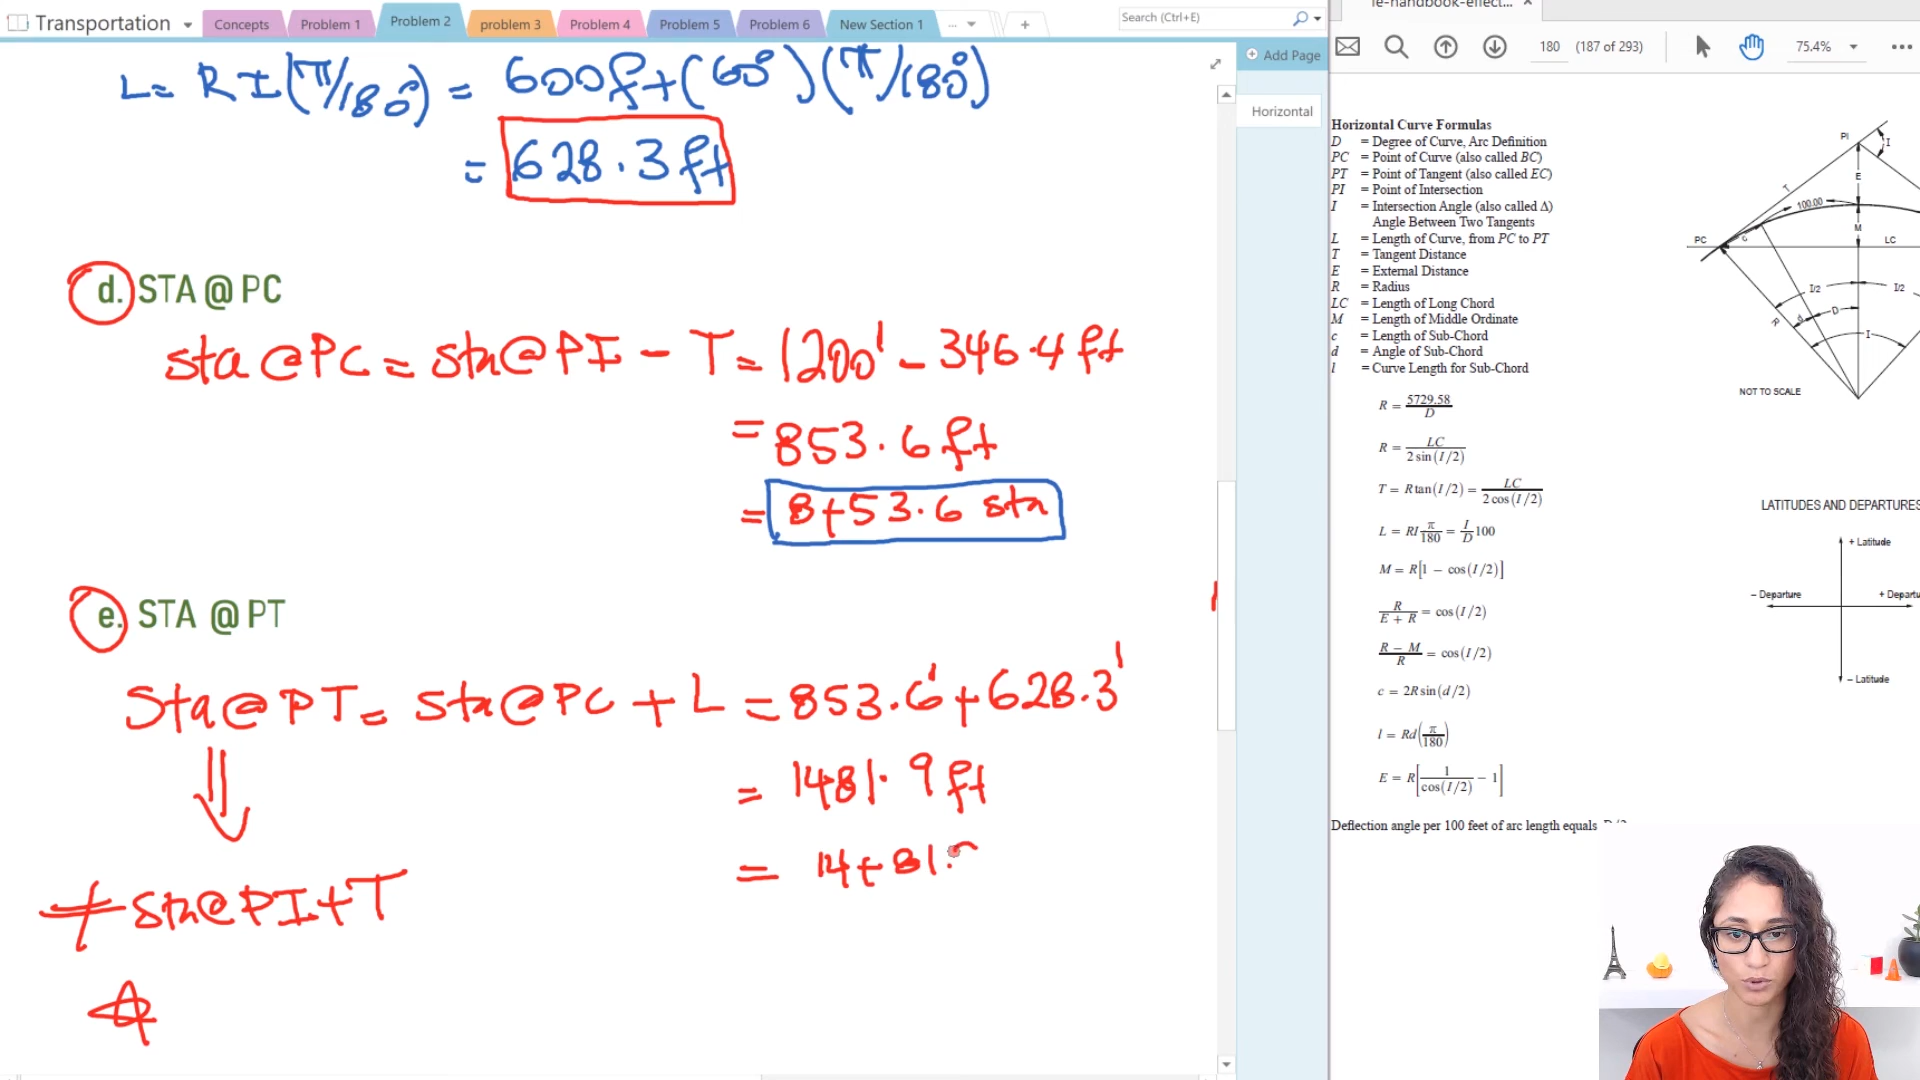 Transportation
Concepts
Problem 1
Problem 2
problem 3
Problem 4
Problem 5
Problem 6
New Section 1
...
+
Search (Ctrl+E)
Add Page
Horizontal
L = RI(π/180°) = 600ft(60°)(π/180°)
= 628.3 ft
d. STA @ PC
sta@PC = sta@PI - T = 1200' - 346.4 ft
= 853.6 ft
= 8+53.6 sta
e. STA @ PT
Sta@PT = sta@PC + L = 853.6' + 628.3'
= 1481.9 ft
= 14+81.
≠ sta@PI+T
fe-handbook-effect...
180 (187 of 293)
75.4%
Horizontal Curve Formulas
D = Degree of Curve, Arc Definition
PC = Point of Curve (also called BC)
PT = Point of Tangent (also called EC)
PI = Point of Intersection
I = Intersection Angle (also called Δ)
Angle Between Two Tangents
L = Length of Curve, from PC to PT
T = Tangent Distance
E = External Distance
R = Radius
LC = Length of Long Chord
M = Length of Middle Ordinate
c = Length of Sub-Chord
d = Angle of Sub-Chord
l = Curve Length for Sub-Chord
R = 5729.58 / D
R = LC / 2 sin(I/2)
T = R tan(I/2) = LC / 2 cos(I/2)
L = RI π/180 = I/D 100
M = R[1 − cos(I/2)]
R / E + R = cos(I/2)
R − M / R = cos(I/2)
c = 2R sin(d/2)
l = Rd(π/180)
E = R[1 / cos(I/2) − 1]
Deflection angle per 100 feet of arc length equals
PI
I
T
E
100.00
c
M
PC
LC
I/2
I/2
D
d
R
I
NOT TO SCALE
LATITUDES AND DEPARTURES
+ Latitude
− Departure
− Latitude